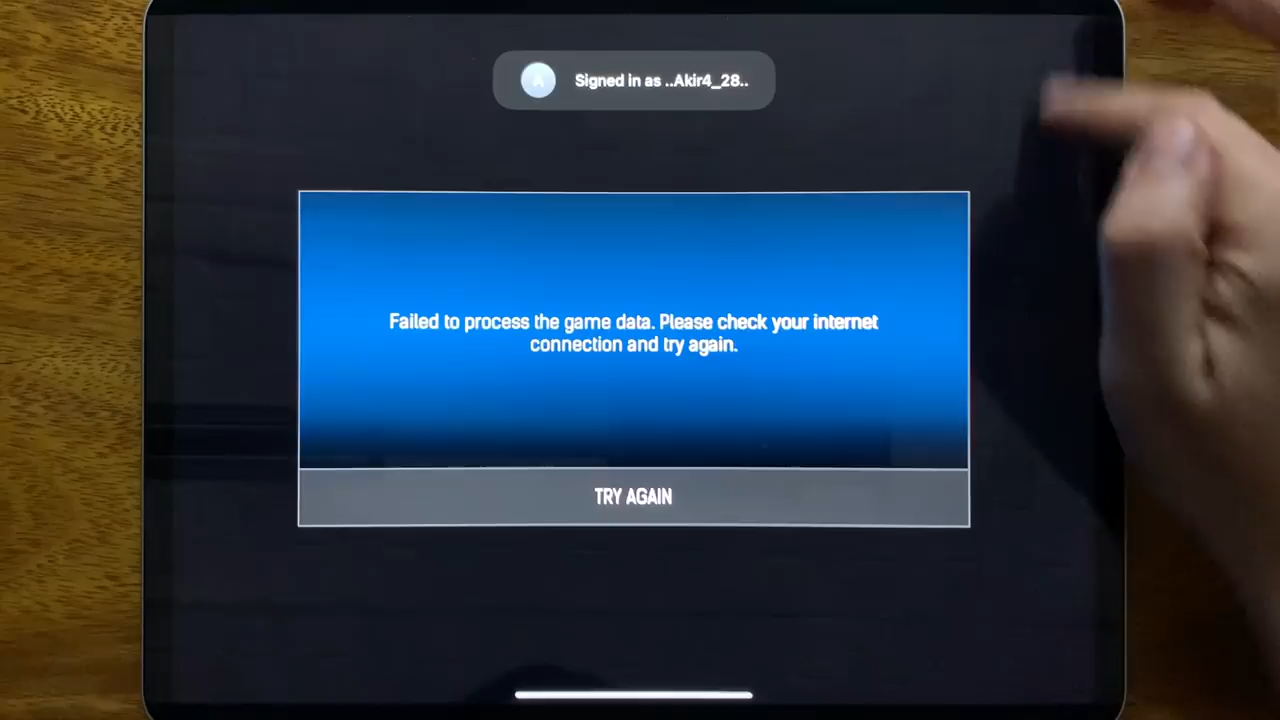 Signed in as ..Akir4_28..
Failed to process the game data. Please check your internet
connection and try again.
TRY AGAIN